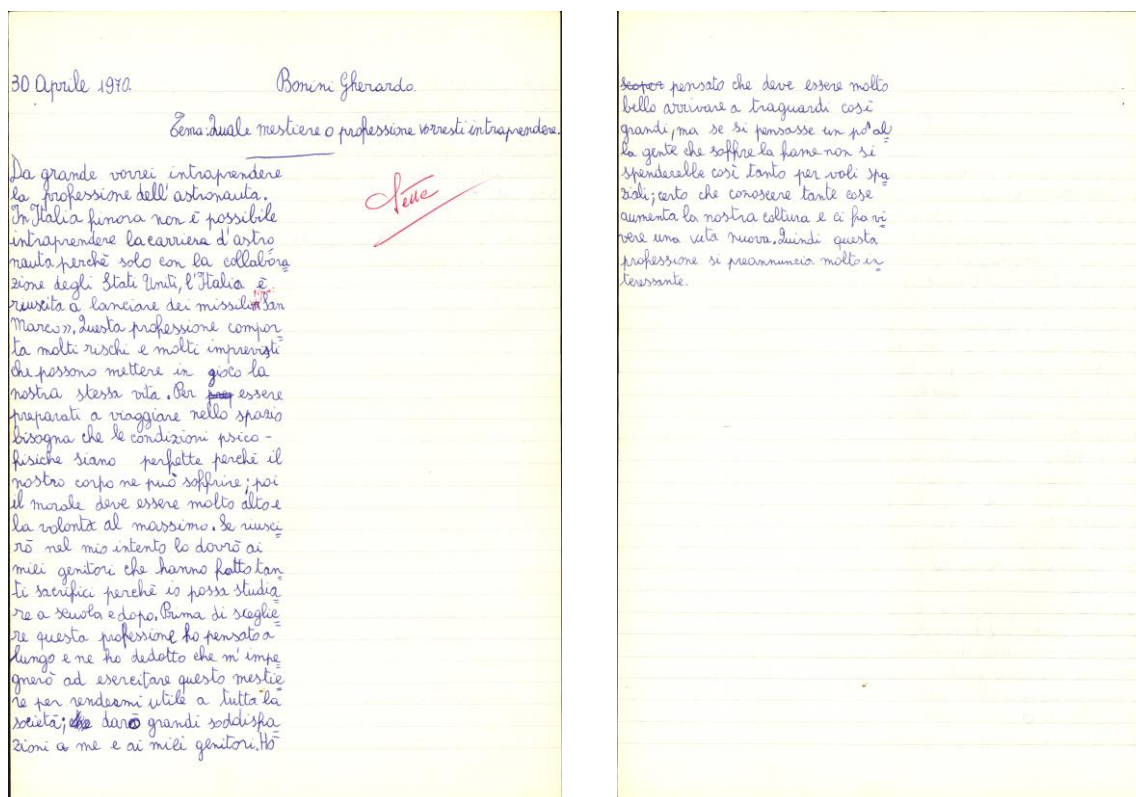 30 Aprile 1970.
Bonini Gherardo.
Tema: Quale mestiere o professione vorresti intraprendere.
Sette
Da grande vorrei intraprendere
la professione dell'astronauta.
In Italia finora non è possibile
intraprendere la carriera d'astro
nauta perchè solo con la collabora
zione degli Stati Uniti, l'Italia è
riuscita a lanciare dei missili «San
Marco». Questa professione compor
ta molti rischi e molti imprevisti
che possono mettere in gioco la
nostra stessa vita. Per essere
preparati a viaggiare nello spazio
bisogna che le condizioni psico-
fisiche siano perfette perchè il
nostro corpo ne può soffrire; poi
il morale deve essere molto alto e
la volontà al massimo. Se riusci
rò nel mio intento lo dovrò ai
miei genitori che hanno fatto tan
ti sacrifici perchè io possa studia
re a scuola e dopo. Prima di sceglie
re questa professione ho pensato a
lungo e ne ho dedotto che m'impe
gnerò ad esercitare questo mestie
re per rendermi utile a tutta la
società; darò grandi soddisfa
zioni a me e ai miei genitori. Ho
pensato che deve essere molto
bello arrivare a traguardi così
grandi, ma se si pensasse un po' al
la gente che soffre la fame non si
spenderebbe così tanto per voli spa
ziali; certo che conoscere tante cose
aumenta la nostra coltura e ci fa vi
vere una vita nuova. Quindi questa
professione si preannuncia molto in
teressante.